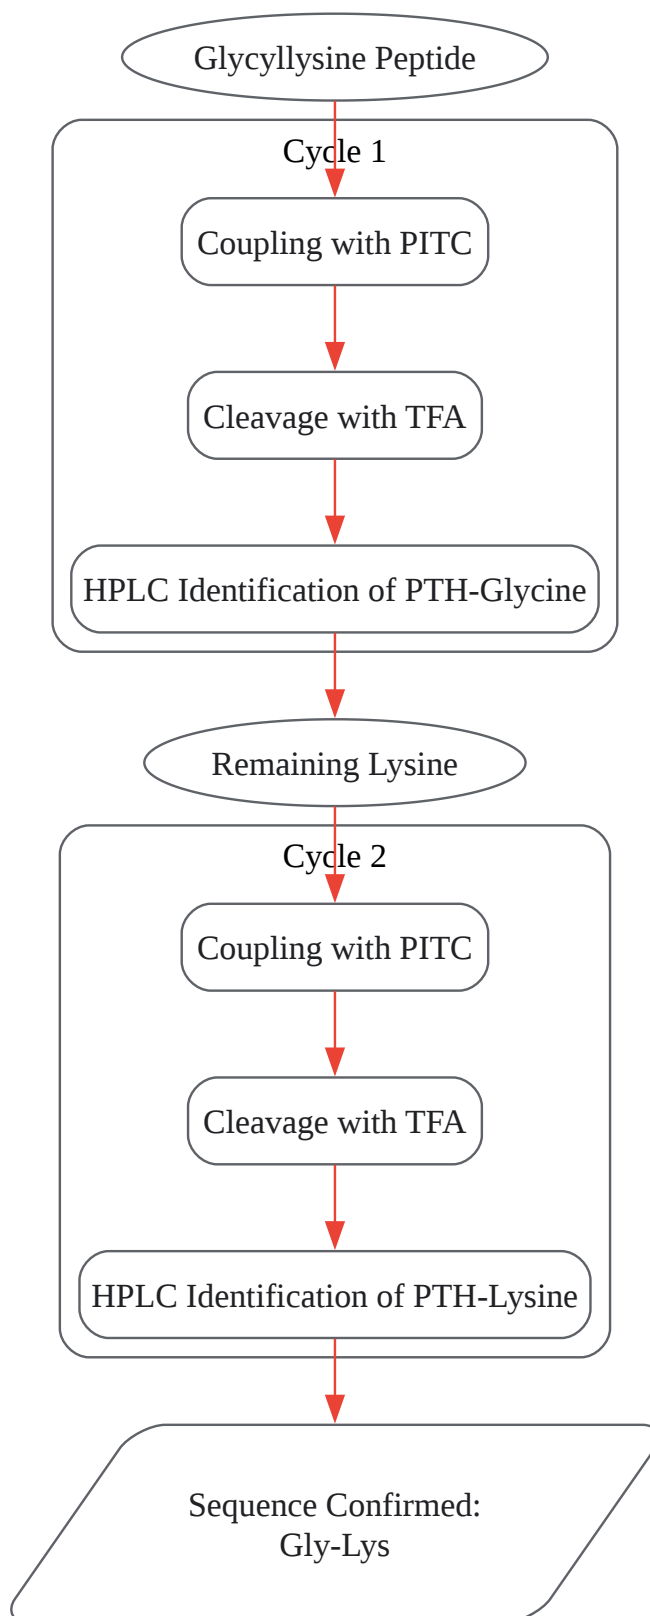 Glycyllysine Peptide
Cycle 1
Coupling with PITC
Cleavage with TFA
HPLC Identification of PTH-Glycine
Remaining Lysine
Cycle 2
Coupling with PITC
Cleavage with TFA
HPLC Identification of PTH-Lysine
Sequence Confirmed:
Gly-Lys